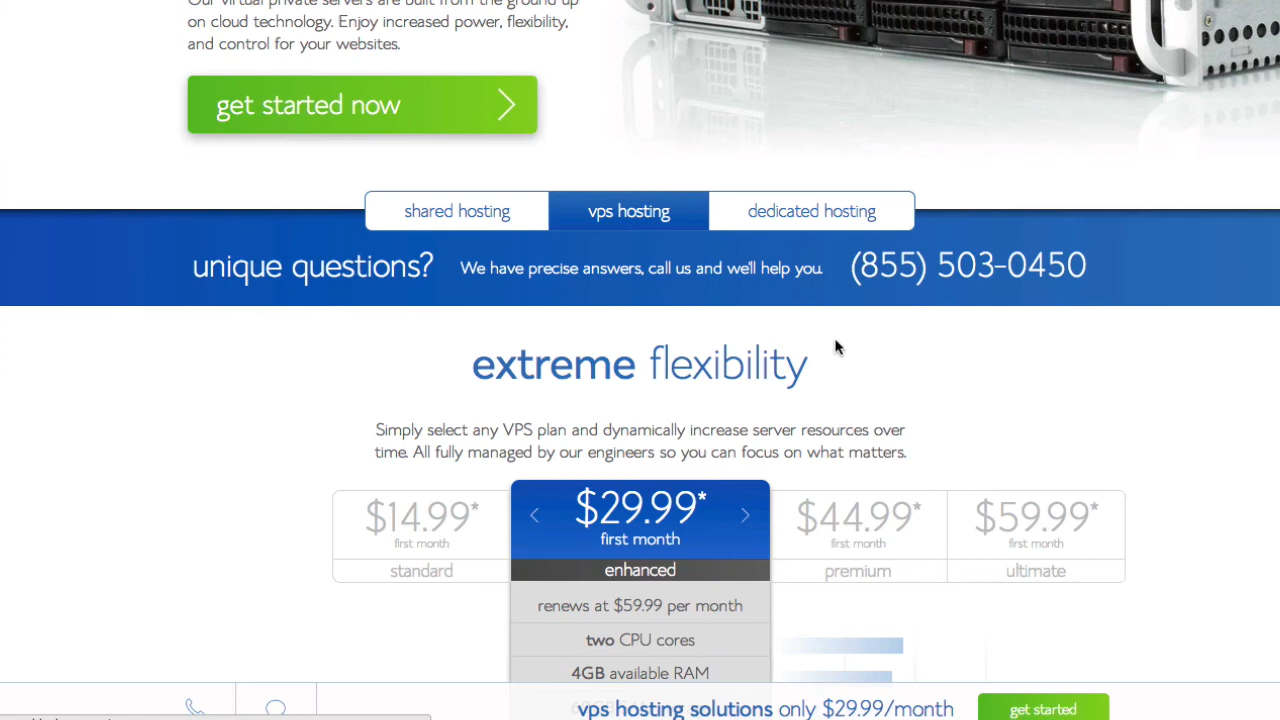 Our virtual private servers are built from the ground up
on cloud technology. Enjoy increased power, flexibility,
and control for your websites.
get started now
shared hosting
vps hosting
dedicated hosting
unique questions?
We have precise answers, call us and we'll help you.
(855) 503-0450
extreme flexibility
Simply select any VPS plan and dynamically increase server resources over
time. All fully managed by our engineers so you can focus on what matters.
$14.99*
first month
standard
$29.99*
first month
enhanced
$44.99*
first month
premium
$59.99*
first month
ultimate
renews at $59.99 per month
two CPU cores
4GB available RAM
vps hosting solutions only $29.99/month
get started